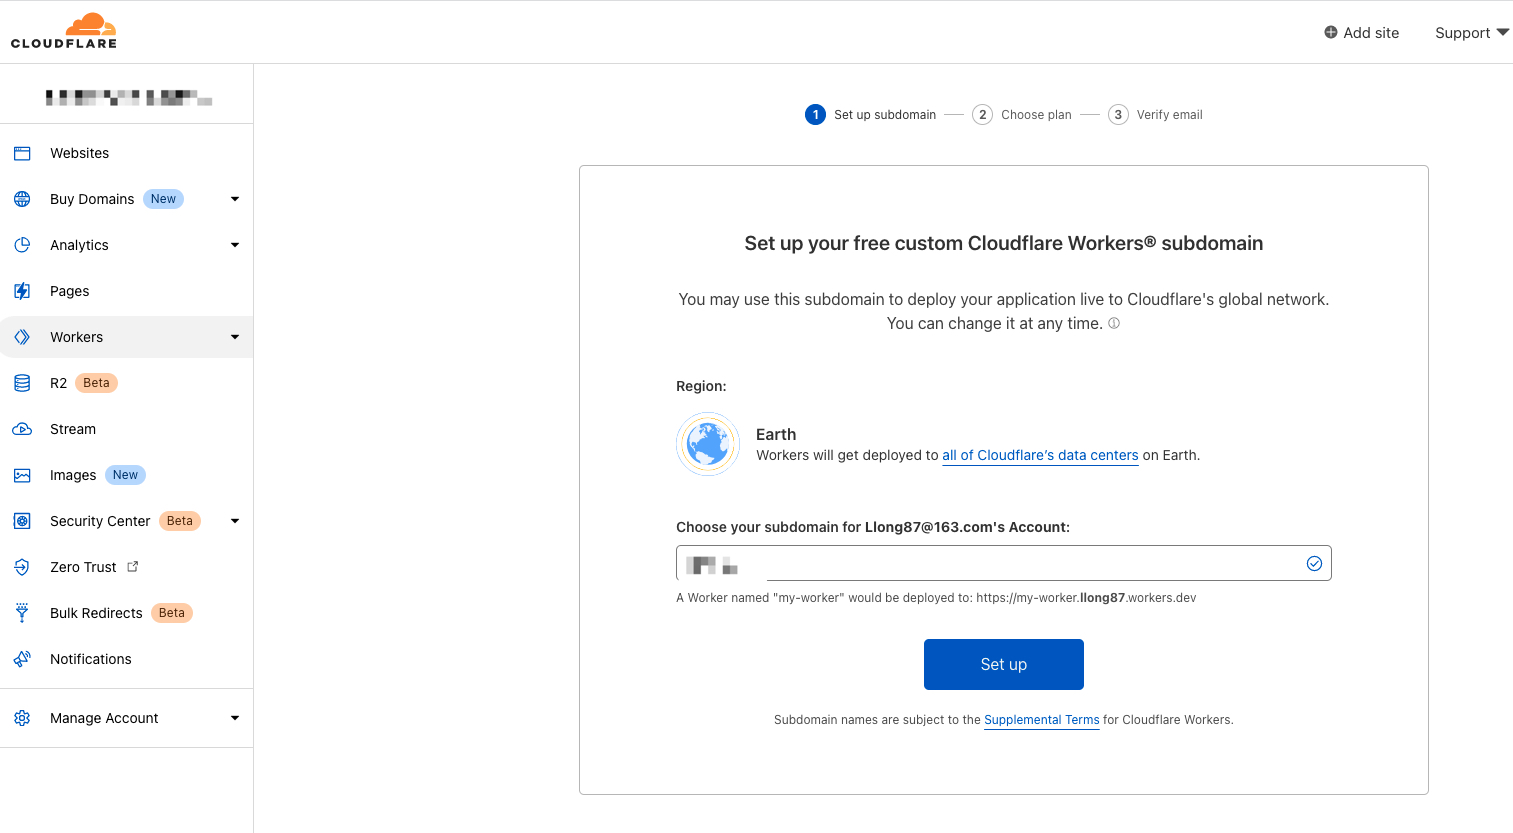 CLOUDFLARE
Add site
Support
Websites
Buy Domains New
Analytics
Pages
Workers
R2 Beta
Stream
Images New
Security Center Beta
Zero Trust
Bulk Redirects Beta
Notifications
Manage Account
1 Set up subdomain
2 Choose plan
3 Verify email
Set up your free custom Cloudflare Workers® subdomain
You may use this subdomain to deploy your application live to Cloudflare's global network.
You can change it at any time.
Region:
Earth
Workers will get deployed to all of Cloudflare’s data centers on Earth.
Choose your subdomain for Llong87@163.com's Account:
A Worker named "my-worker" would be deployed to: https://my-worker.llong87.workers.dev
Set up
Subdomain names are subject to the Supplemental Terms for Cloudflare Workers.